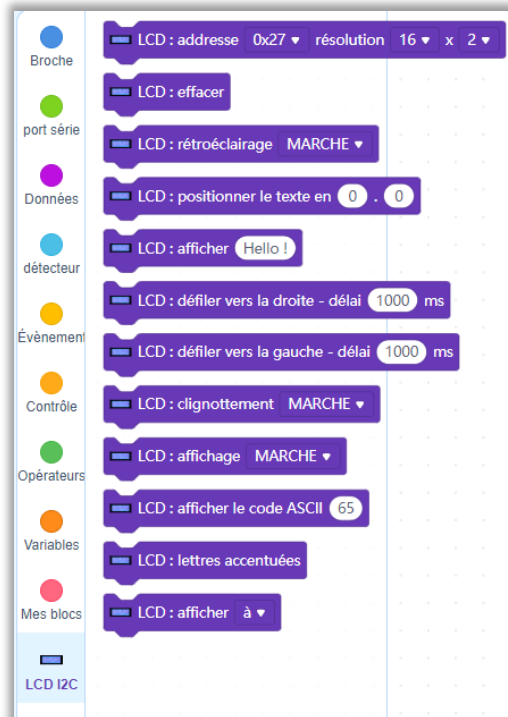 Broche
port série
Données
détecteur
Évènement
Contrôle
Opérateurs
Variables
Mes blocs
LCD I2C
LCD : addresse 0x27 résolution 16 x 2
LCD : effacer
LCD : rétroéclairage MARCHE
LCD : positionner le texte en 0 . 0
LCD : afficher Hello !
LCD : défiler vers la droite - délai 1000 ms
LCD : défiler vers la gauche - délai 1000 ms
LCD : clignottement MARCHE
LCD : affichage MARCHE
LCD : afficher le code ASCII 65
LCD : lettres accentuées
LCD : afficher à